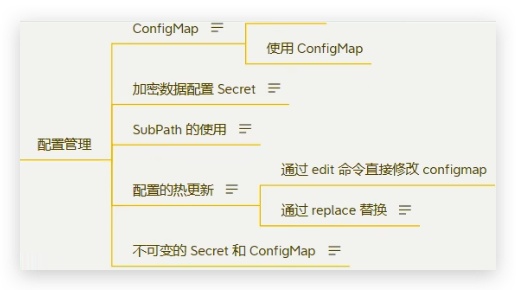 ConfigMap
使用 ConfigMap
加密数据配置 Secret
SubPath 的使用
配置管理
配置的热更新
通过 edit 命令直接修改 configmap
通过 replace 替换
不可变的 Secret 和 ConfigMap